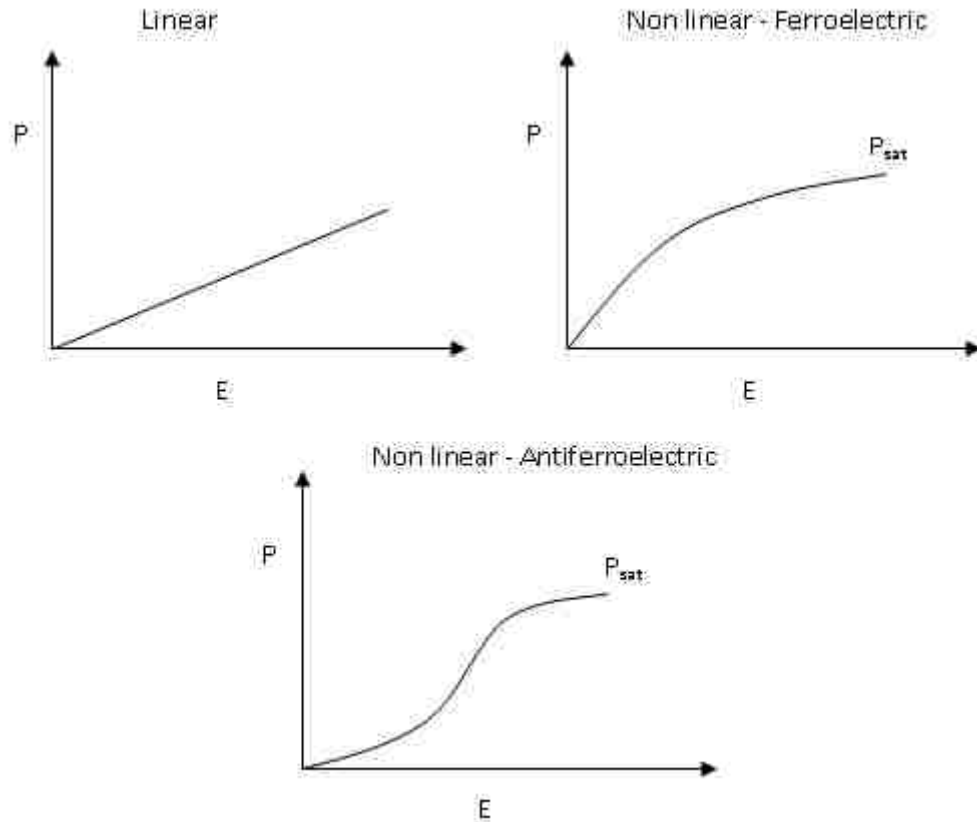 Linear
Non linear - Ferroelectric
P
P
P_sat
E
E
Non linear - Antiferroelectric
P
P_sat
E